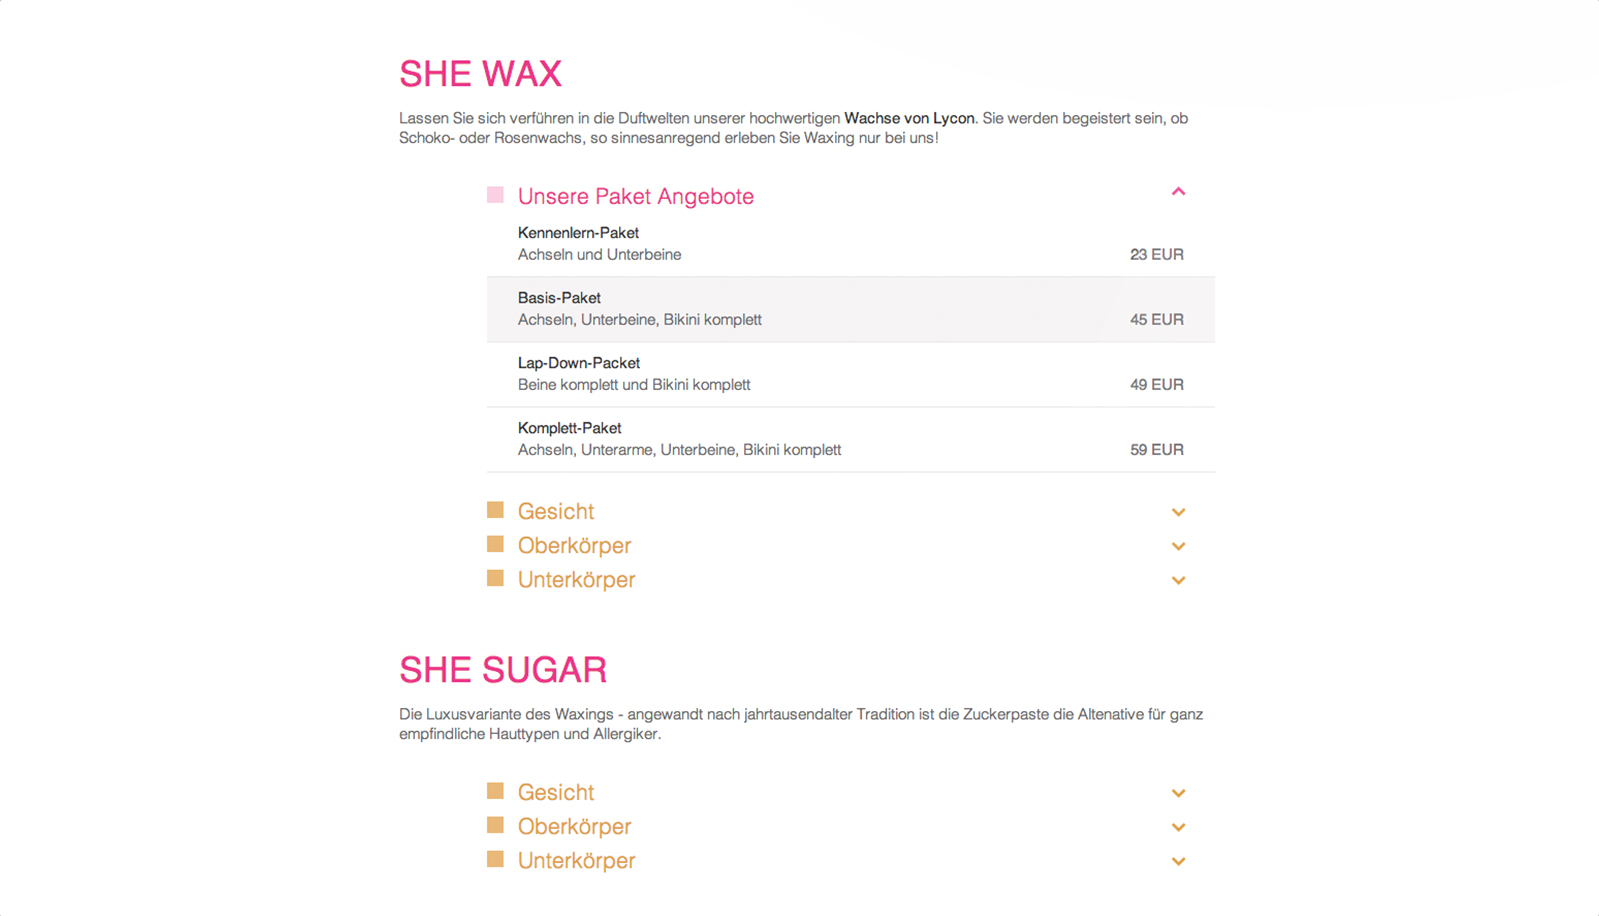 SHE WAX
Lassen Sie sich verführen in die Duftwelten unserer hochwertigen Wachse von Lycon. Sie werden begeistert sein, ob
Schoko- oder Rosenwachs, so sinnesanregend erleben Sie Waxing nur bei uns!
Unsere Paket Angebote
Kennenlern-Paket
Achseln und Unterbeine 23 EUR
Basis-Paket
Achseln, Unterbeine, Bikini komplett 45 EUR
Lap-Down-Packet
Beine komplett und Bikini komplett 49 EUR
Komplett-Paket
Achseln, Unterarme, Unterbeine, Bikini komplett 59 EUR
Gesicht
Oberkörper
Unterkörper
SHE SUGAR
Die Luxusvariante des Waxings - angewandt nach jahrtausendalter Tradition ist die Zuckerpaste die Altenative für ganz
empfindliche Hauttypen und Allergiker.
Gesicht
Oberkörper
Unterkörper